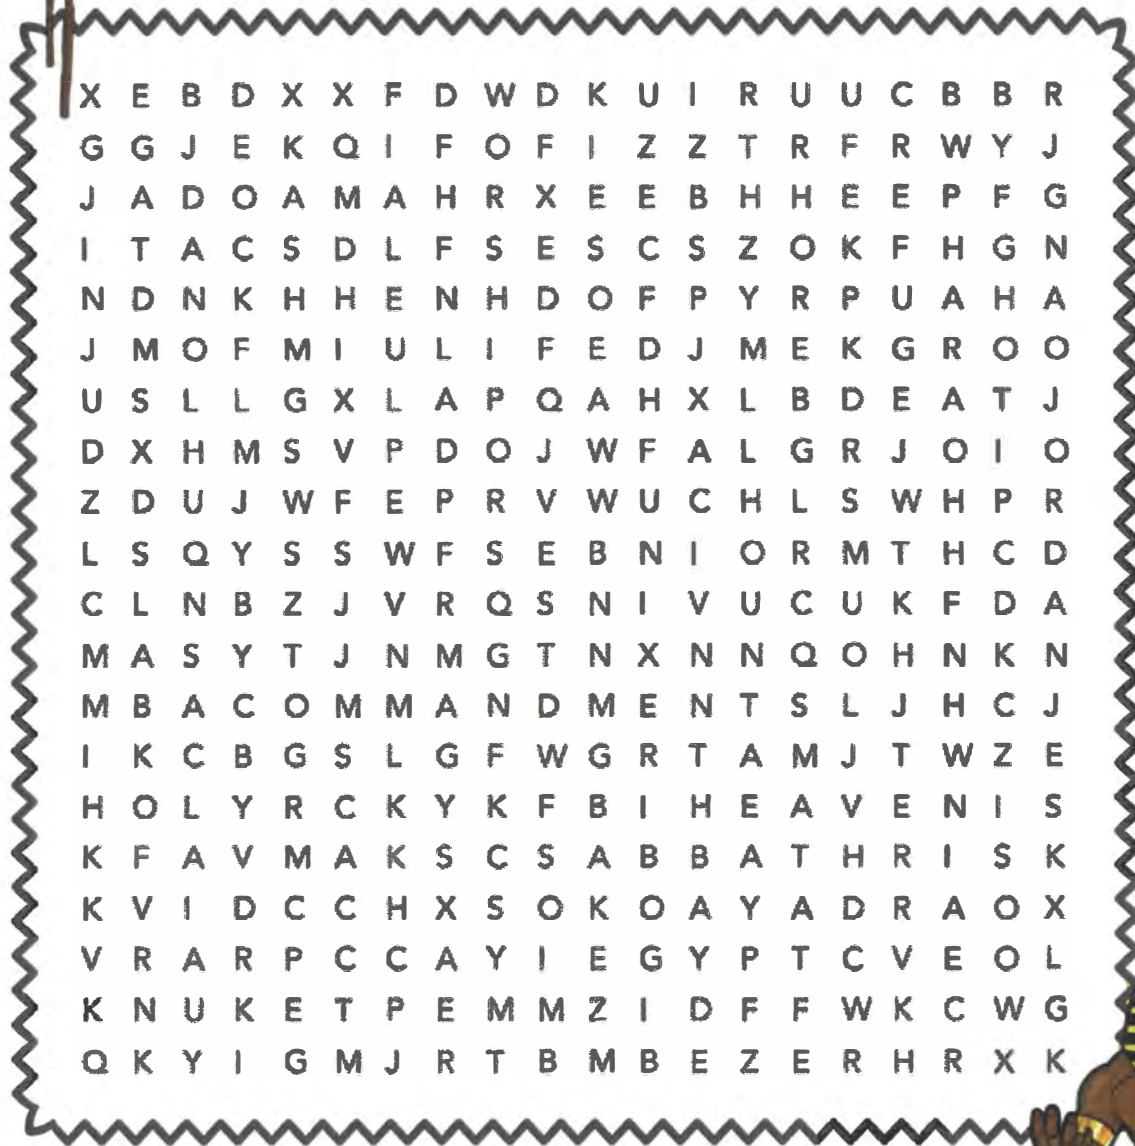 X E B D X X F D W D K U I R U U C B B R
G G J E K Q I F O F I Z Z T R F R W Y J
J A D O A M A H R X E E B H H E E P F G
I T A C S D L F S E S C S Z O K F H G N
N D N K H H E N H D O F P Y R P U A H A
J M O F M I U L I F E D J M E K G R O O
U S L L G X L A P Q A H X L B D E A T J
D X H M S V P D O J W F A L G R J O I O
Z D U J W F E P R V W U C H L S W H P R
L S Q Y S S W F S E B N I O R M T H C D
C L N B Z J V R Q S N I V U C U K F D A
M A S Y T J N M G T N X N N Q O H N K N
M B A C O M M A N D M E N T S L J H C J
I K C B G S L G F W G R T A M J T W Z E
H O L Y R C K Y K F B I H E A V E N I S
K F A V M A K S C S A B B A T H R I S K
K V I D C C H X S O K O A Y A D R A O X
V R A R P C C A Y I E G Y P T C V E O L
K N U K E T P E M M Z I D F F W K C W G
Q K Y I G M J R T B M B E Z E R H R X K